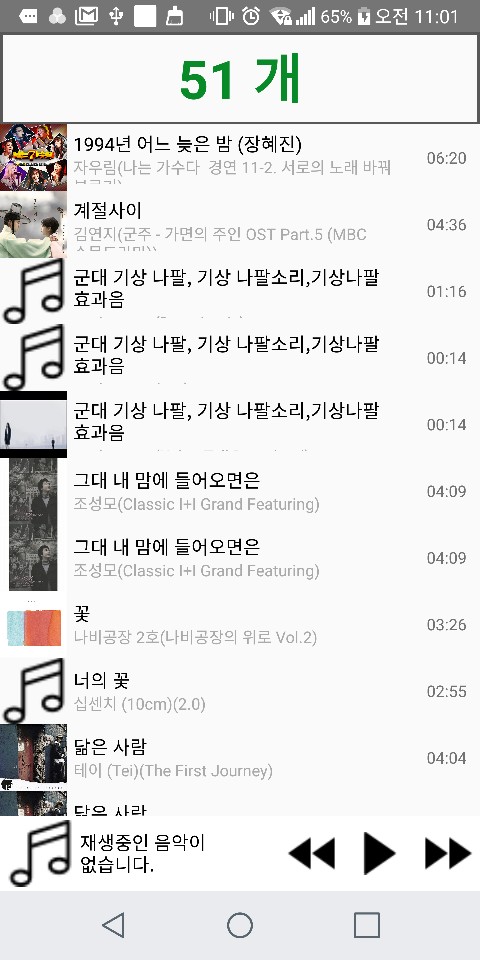 65% 오전 11:01
51 개
1994년 어느 늦은 밤 (장혜진)
06:20
자우림(나는 가수다 경연 11-2. 서로의 노래 바꿔
계절사이
04:36
김연지(군주 - 가면의 주인 OST Part.5 (MBC
군대 기상 나팔, 기상 나팔소리,기상나팔
효과음
01:16
군대 기상 나팔, 기상 나팔소리,기상나팔
효과음
00:14
군대 기상 나팔, 기상 나팔소리,기상나팔
효과음
00:14
그대 내 맘에 들어오면은
조성모(Classic I+I Grand Featuring)
04:09
그대 내 맘에 들어오면은
조성모(Classic I+I Grand Featuring)
04:09
꽃
나비공장 2호(나비공장의 위로 Vol.2)
03:26
너의 꽃
십센치 (10cm)(2.0)
02:55
닮은 사람
테이 (Tei)(The First Journey)
04:04
닮은 사람
재생중인 음악이
없습니다.